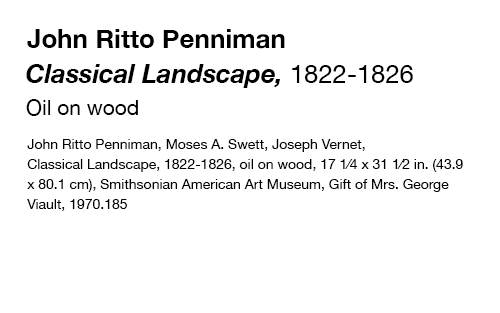 John Ritto Penniman
Classical Landscape, 1822-1826
Oil on wood
John Ritto Penniman, Moses A. Swett, Joseph Vernet,
Classical Landscape, 1822-1826, oil on wood, 17 1⁄4 x 31 1⁄2 in. (43.9
x 80.1 cm), Smithsonian American Art Museum, Gift of Mrs. George
Viault, 1970.185